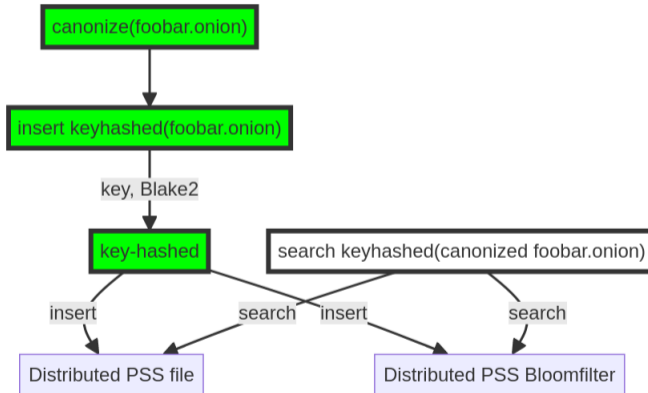 canonize(foobar.onion)
insert keyhashed(foobar.onion)
key, Blake2
key-hashed
search keyhashed(canonized foobar.onion)
insert
search
insert
search
Distributed PSS file
Distributed PSS Bloomfilter